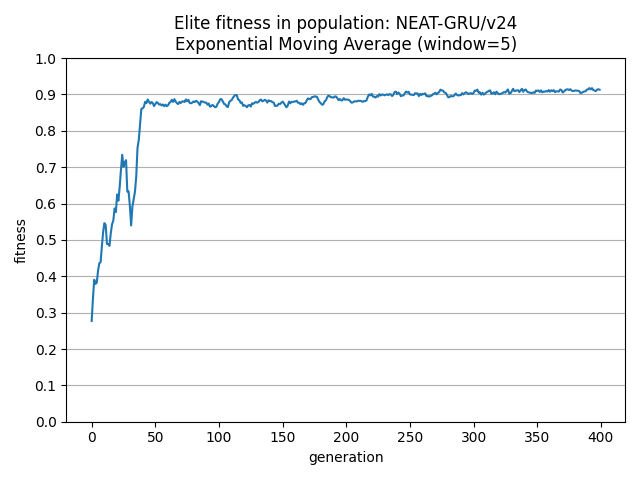 Elite fitness in population: NEAT-GRU/v24
Exponential Moving Average (window=5)
1.0
0.9
0.8
0.7
0.6
0.5
0.4
0.3
0.2
0.1
0.0
fitness
0 50 100 150 200 250 300 350 400
generation